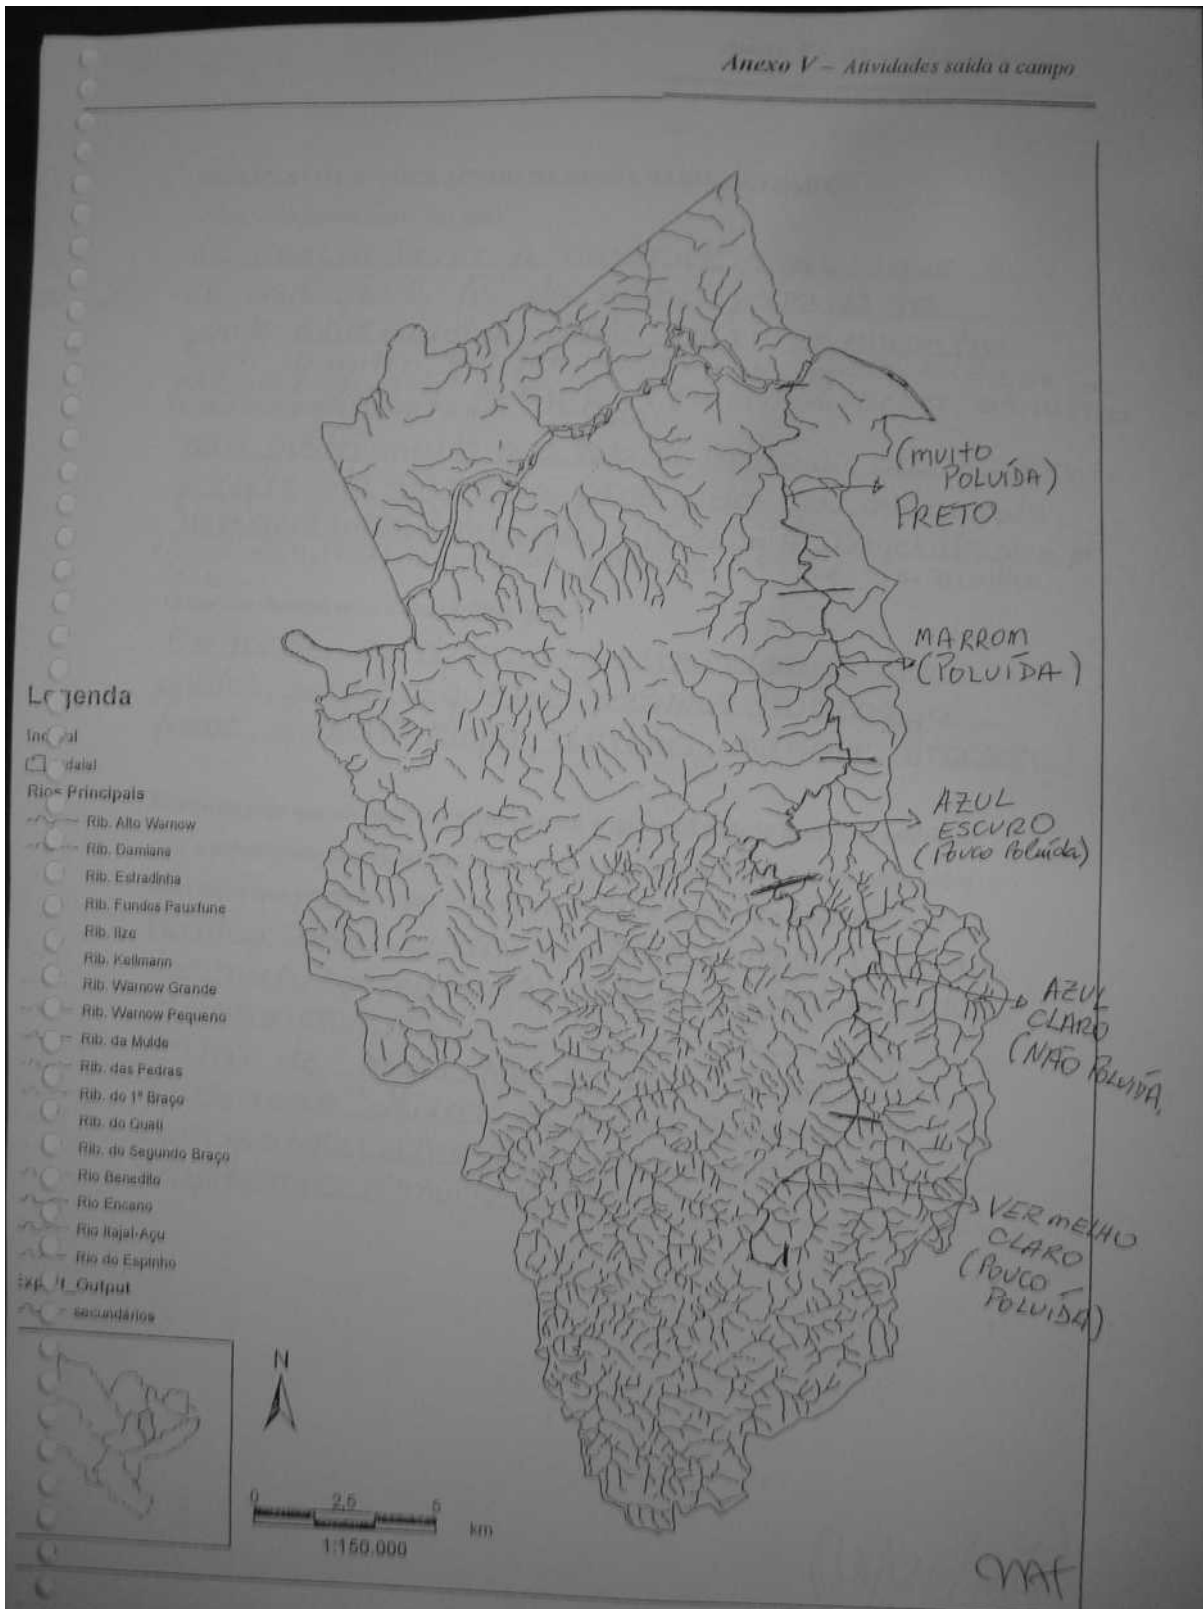 Anexo V – Atividades saída a campo
(MUITO
POLUÍDA)
PRETO
MARROM
(POLUÍDA)
AZUL
ESCURO
(Pouco Poluída)
AZUL
CLARO
(NÃO POLUÍDA,
VERMELHO
CLARO
(POUCO
POLUÍDA)
Legenda
daial
Rios Principais
Rib. Alto Warnow
Rib. Damiana
Rib. Estradinha
Rib. Fundos
Rib. Ilze
Rib. Kellmann
Rib. Warnow Grande
Rib. Warnow Pequeno
Rib. da Mulde
Rib. das Pedras
Rib. do 1º Braço
Rib. do Quati
Rib. do Segundo Braço
Rio Benedito
Rio Encano
Rio Itajaí-Açu
Rio do Espinho
Output
secundários
N
0 2,5 5
km
1:150.000